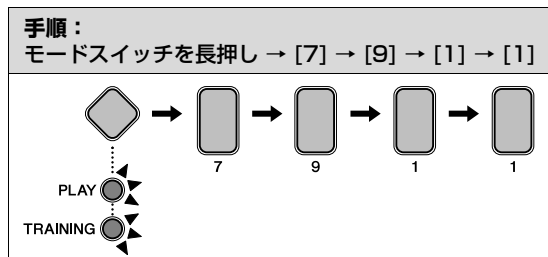 手順：
モードスイッチを長押し → [7] → [9] → [1] → [1]
7 9 1 1
PLAY
TRAINING